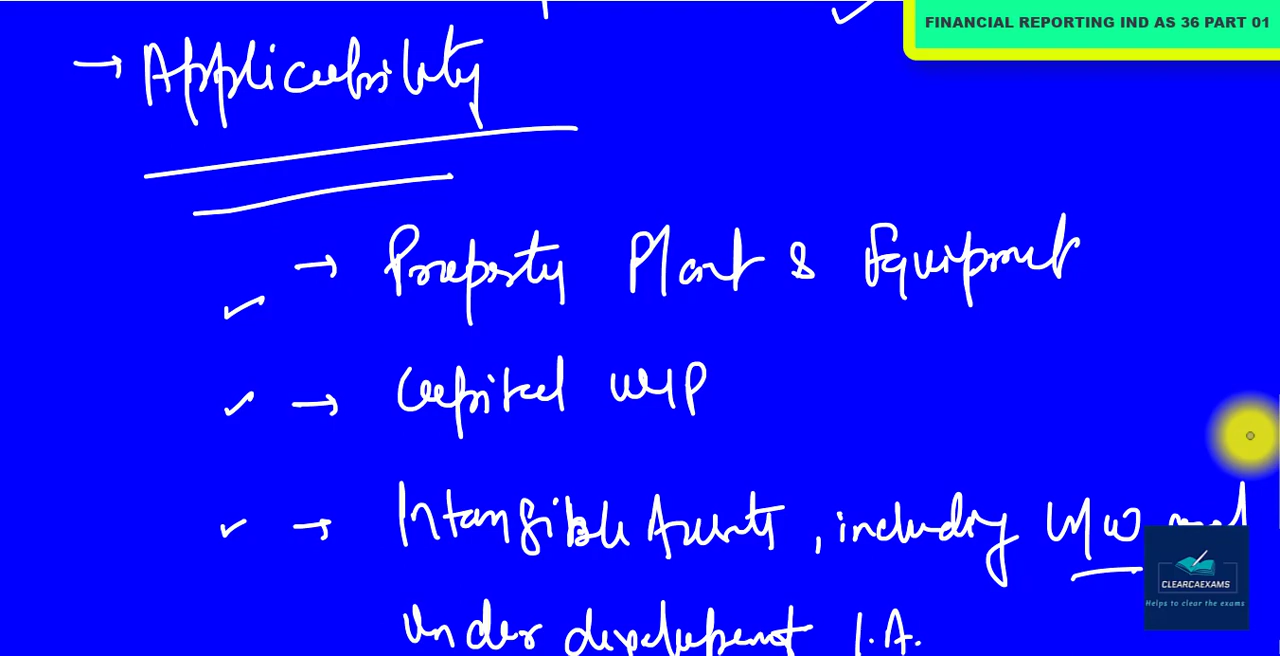 FINANCIAL REPORTING IND AS 36 PART 01
→ Applicability
✓ → Property Plant & Equipment
✓ → Capital WIP
✓ → Intangible Assets, including G/W and
under development I.A.
CLEARCAEXAMS
Helps to clear the exams